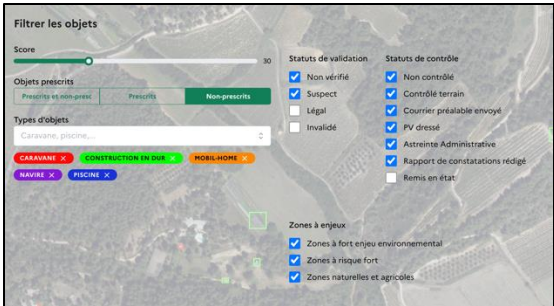 Filtrer les objets
Score
30
Objets prescrits
Prescrits et non-presc
Prescrits
Non-prescrits
Types d'objets
Caravane, piscine,...
CARAVANE ×
CONSTRUCTION EN DUR ×
MOBIL-HOME ×
NAVIRE ×
PISCINE ×
Statuts de validation
Non vérifié
Suspect
Légal
Invalidé
Statuts de contrôle
Non contrôlé
Contrôlé terrain
Courrier préalable envoyé
PV dressé
Astreinte Administrative
Rapport de constatations rédigé
Remis en état
Zones à enjeux
Zones à fort enjeu environnemental
Zones à risque fort
Zones naturelles et agricoles